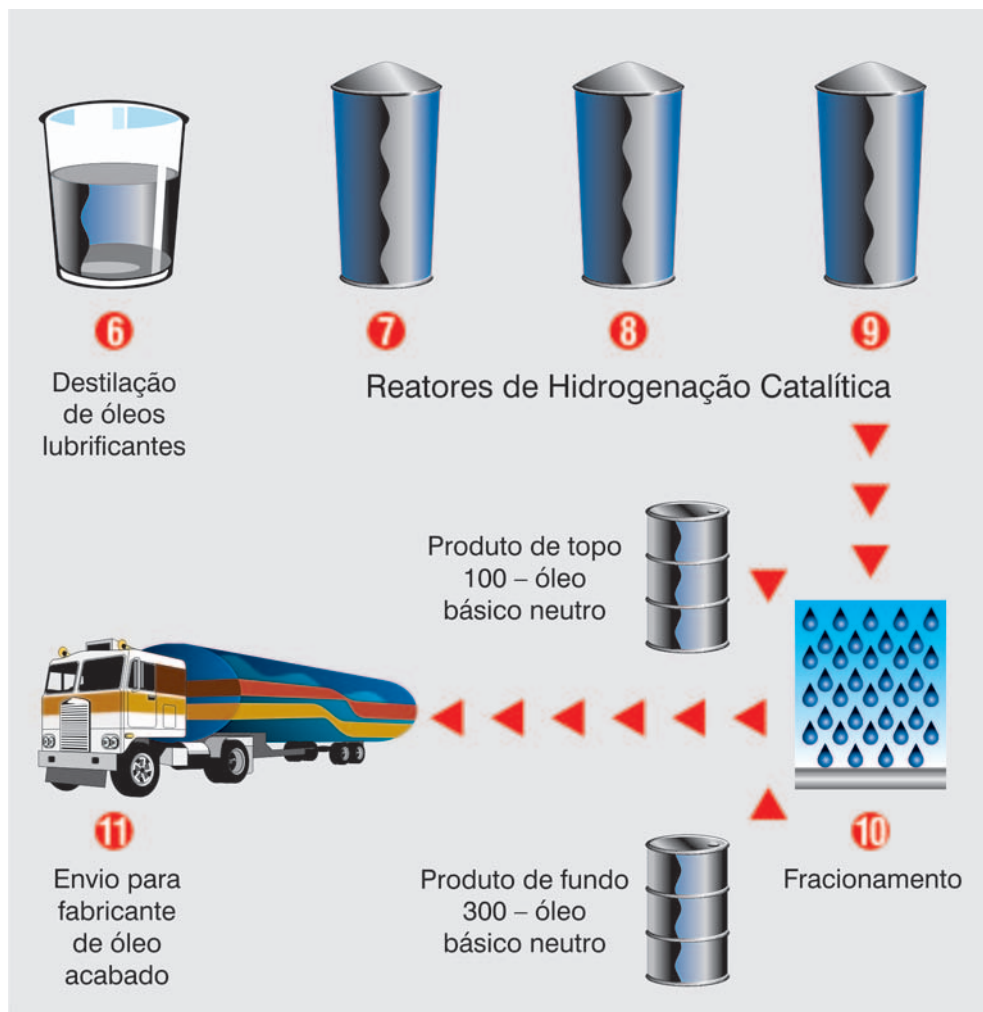 6
7
8
9
Destilação
de óleos
lubrificantes
Reatores de Hidrogenação Catalítica
Produto de topo
100 – óleo
básico neutro
11
Envio para
fabricante
de óleo
acabado
Produto de fundo
300 – óleo
básico neutro
10
Fracionamento